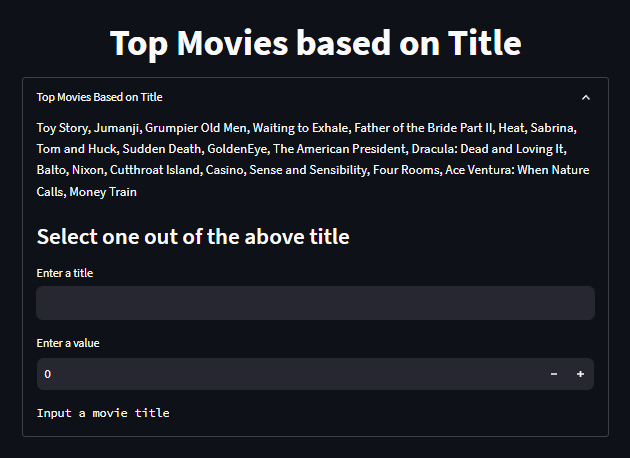 Top Movies based on Title
Top Movies Based on Title
Toy Story, Jumanji, Grumpier Old Men, Waiting to Exhale, Father of the Bride Part II, Heat, Sabrina,
Tom and Huck, Sudden Death, GoldenEye, The American President, Dracula: Dead and Loving It,
Balto, Nixon, Cutthroat Island, Casino, Sense and Sensibility, Four Rooms, Ace Ventura: When Nature
Calls, Money Train
Select one out of the above title
Enter a title
Enter a value
0 − +
Input a movie title